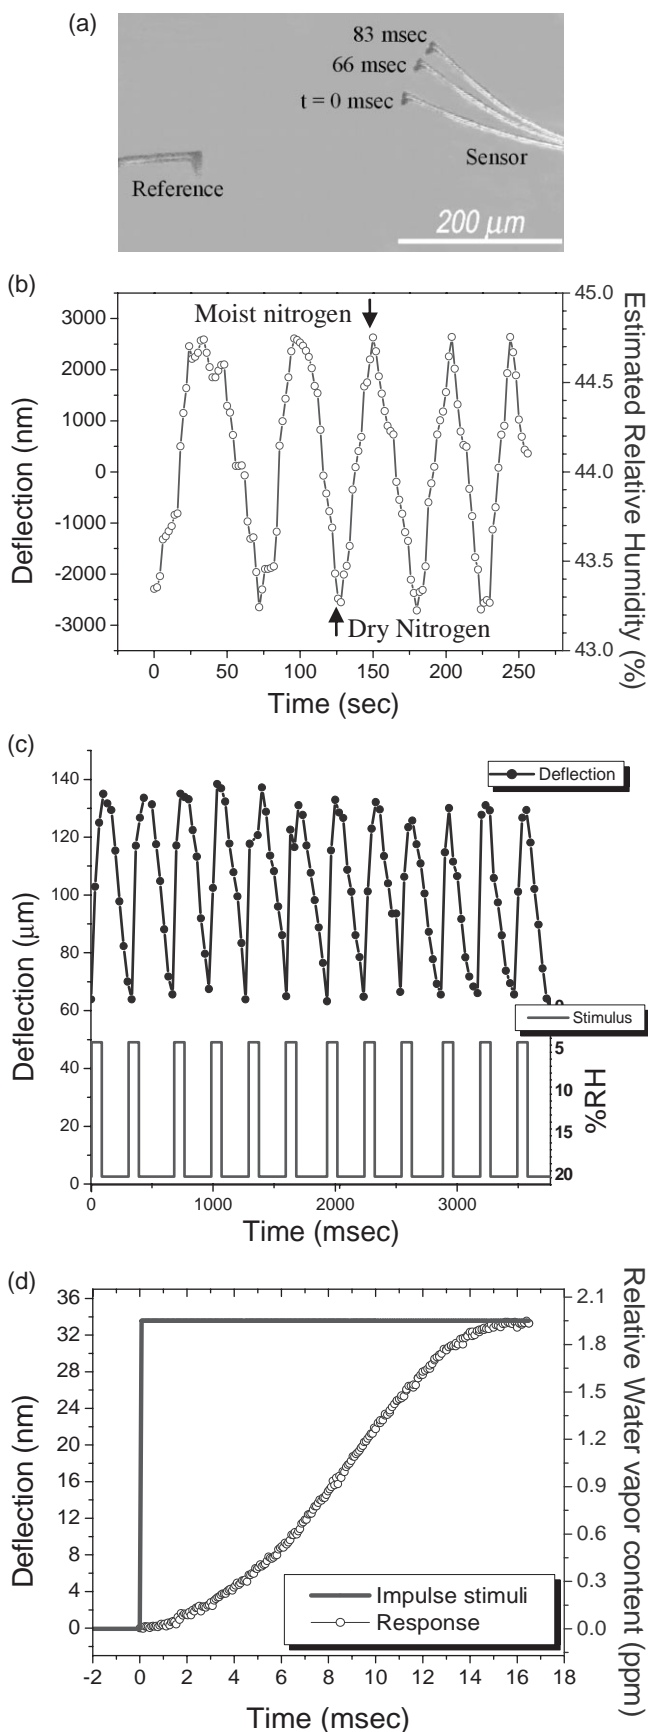 (a)
83 msec
66 msec
t = 0 msec
Sensor
Reference
200 μm
(b)
Moist nitrogen
Dry Nitrogen
3000
2000
1000
0
-1000
-2000
-3000
Deflection (nm)
45.0
44.5
44.0
43.5
43.0
Estimated Relative Humidity (%)
0 50 100 150 200 250
Time (sec)
(c)
Deflection
Stimulus
140
120
100
80
60
40
20
0
Deflection (μm)
0
5
10
15
20
%RH
0 1000 2000 3000
Time (msec)
(d)
36
32
28
24
20
16
12
8
4
0
Deflection (nm)
2.1
1.8
1.5
1.2
0.9
0.6
0.3
0.0
Relative Water vapor content (ppm)
Impulse stimuli
Response
-2 0 2 4 6 8 10 12 14 16 18
Time (msec)